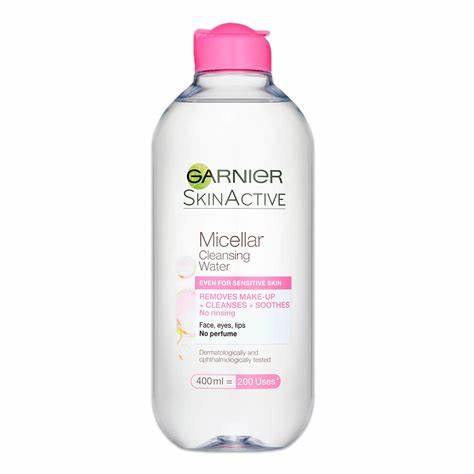 GARNIER
SKINACTIVE
Micellar
Cleansing
Water
EVEN FOR SENSITIVE SKIN
REMOVES MAKE-UP
+ CLEANSES + SOOTHES
No rinsing
Face, eyes, lips
No perfume
Dermatologically and
ophthalmologically tested
400ml = 200 Uses*